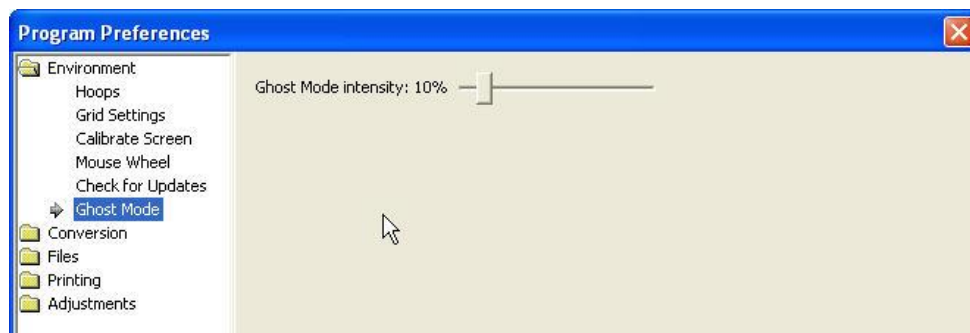 Program Preferences
Environment
Hoops
Grid Settings
Calibrate Screen
Mouse Wheel
Check for Updates
Ghost Mode
Conversion
Files
Printing
Adjustments
Ghost Mode intensity: 10%